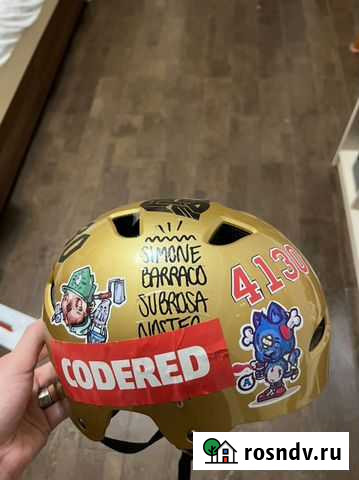 SIMONE
BARRACO
SUBROSA
4130
CODERED
rosndv.ru